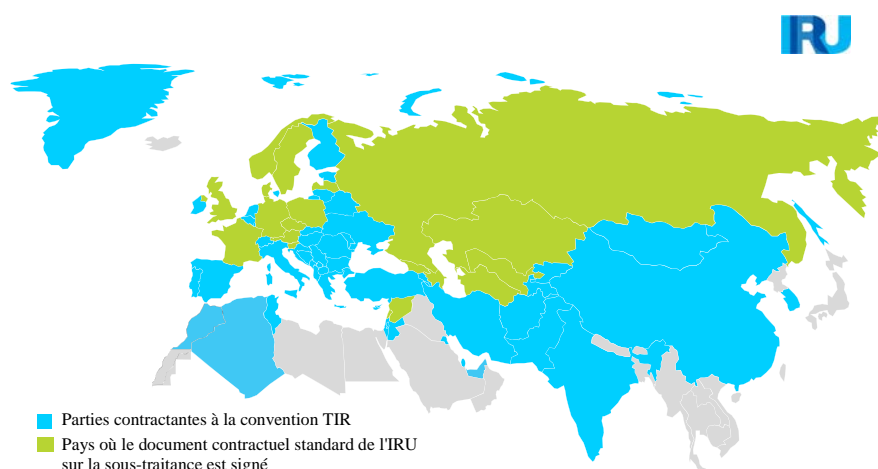 IRU
Parties contractantes à la convention TIR
Pays où le document contractuel standard de l'IRU
sur la sous-traitance est signé